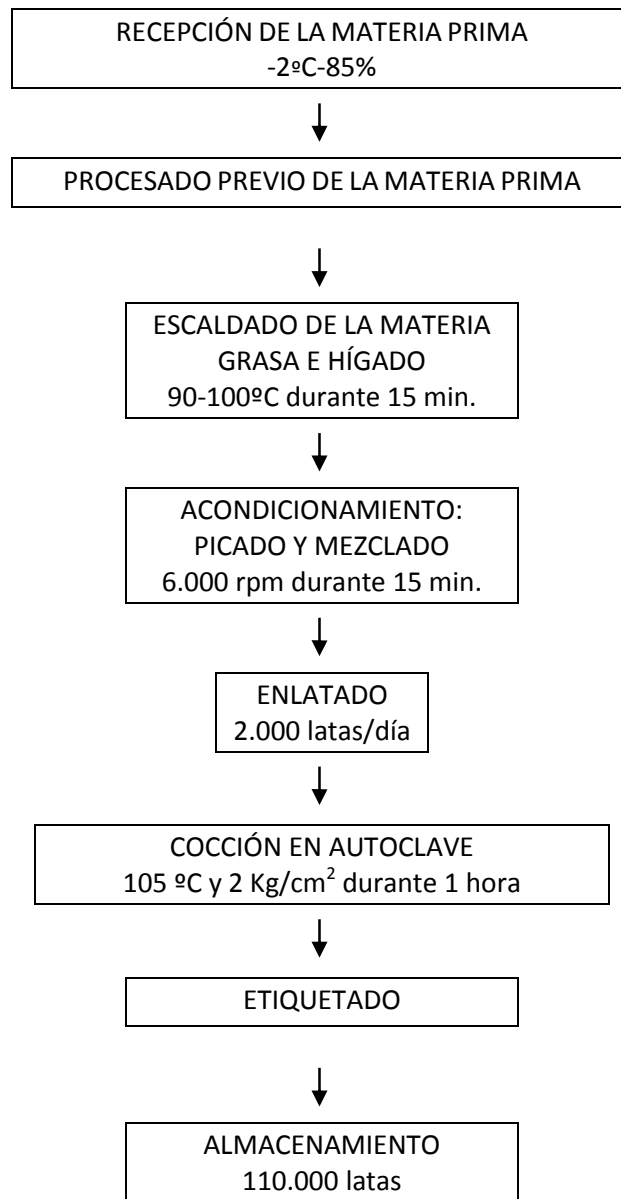 RECEPCIÓN DE LA MATERIA PRIMA
-2ºC-85%
PROCESADO PREVIO DE LA MATERIA PRIMA
ESCALDADO DE LA MATERIA
GRASA E HÍGADO
90-100ºC durante 15 min.
ACONDICIONAMIENTO:
PICADO Y MEZCLADO
6.000 rpm durante 15 min.
ENLATADO
2.000 latas/día
COCCIÓN EN AUTOCLAVE
105 ºC y 2 Kg/cm² durante 1 hora
ETIQUETADO
ALMACENAMIENTO
110.000 latas